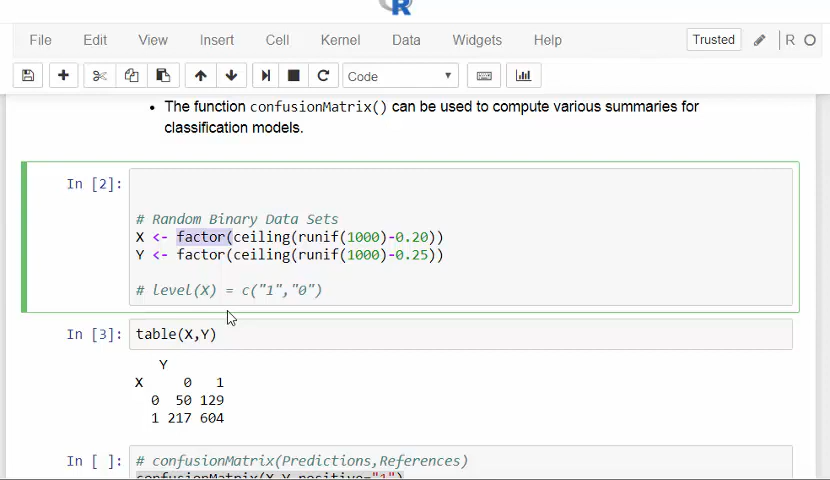 R
File Edit View Insert Cell Kernel Data Widgets Help Trusted R
Code
• The function confusionMatrix() can be used to compute various summaries for
classification models.
In [2]:
# Random Binary Data Sets
X <- factor(ceiling(runif(1000)-0.20))
Y <- factor(ceiling(runif(1000)-0.25))
# level(X) = c("1","0")
In [3]: table(X,Y)
Y
X 0 1
0 50 129
1 217 604
In [ ]: # confusionMatrix(Predictions,References)
confusionMatrix(X,Y,positive="1")